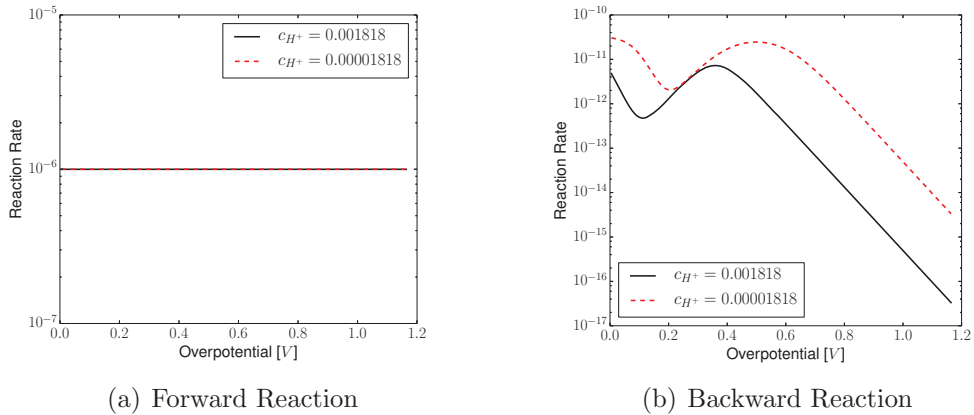 10^{-5}
10^{-6}
10^{-7}
Reaction Rate
c_{H^+} = 0.001818
c_{H^+} = 0.00001818
0.0 0.2 0.4 0.6 0.8 1.0 1.2
Overpotential [V]
(a) Forward Reaction
10^{-10}
10^{-11}
10^{-12}
10^{-13}
10^{-14}
10^{-15}
10^{-16}
10^{-17}
Reaction Rate
c_{H^+} = 0.001818
c_{H^+} = 0.00001818
0.0 0.2 0.4 0.6 0.8 1.0 1.2
Overpotential [V]
(b) Backward Reaction